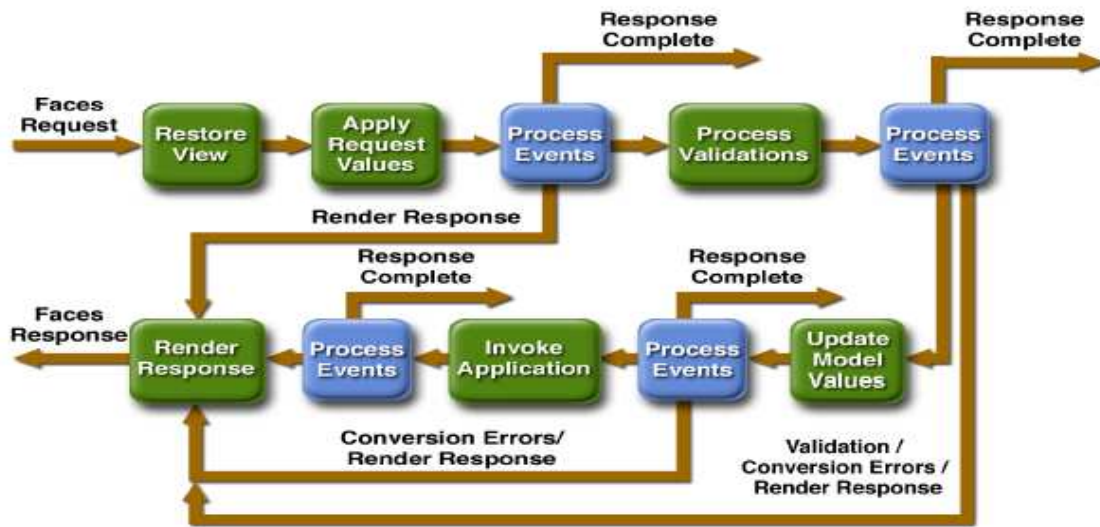 Response
Complete
Response
Complete
Faces
Request
Restore
View
Apply
Request
Values
Process
Events
Process
Validations
Process
Events
Render Response
Response
Complete
Response
Complete
Faces
Response
Render
Response
Process
Events
Invoke
Application
Process
Events
Update
Model
Values
Conversion Errors/
Render Response
Validation /
Conversion Errors /
Render Response